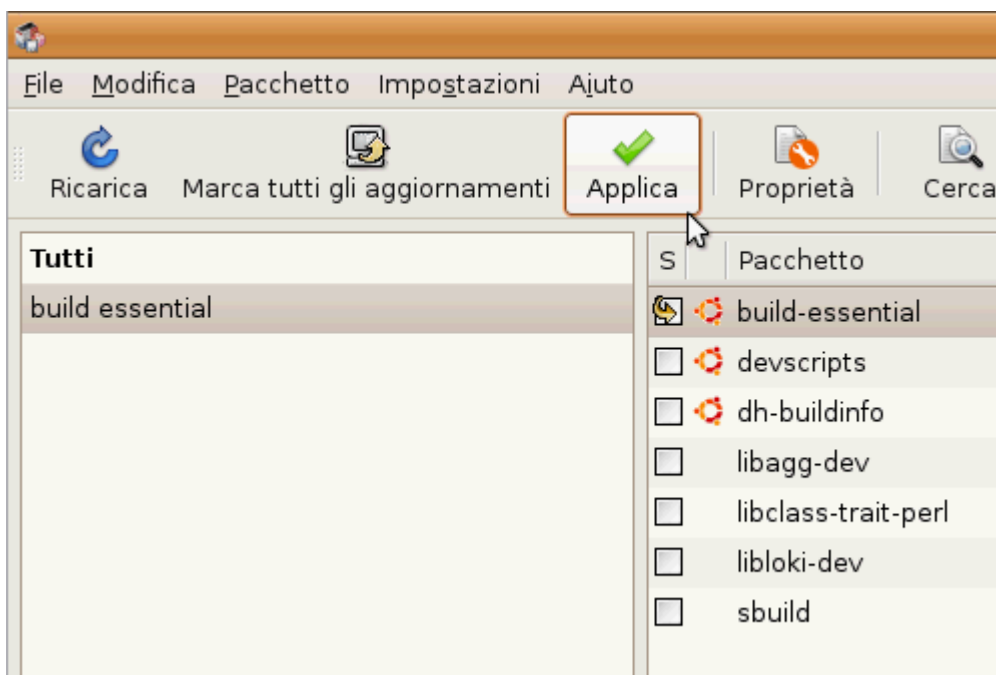 File Modifica Pacchetto Impostazioni Aiuto
Ricarica Marca tutti gli aggiornamenti Applica Proprietà Cerca
Tutti
build essential
S Pacchetto
build-essential
devscripts
dh-buildinfo
libagg-dev
libclass-trait-perl
libloki-dev
sbuild